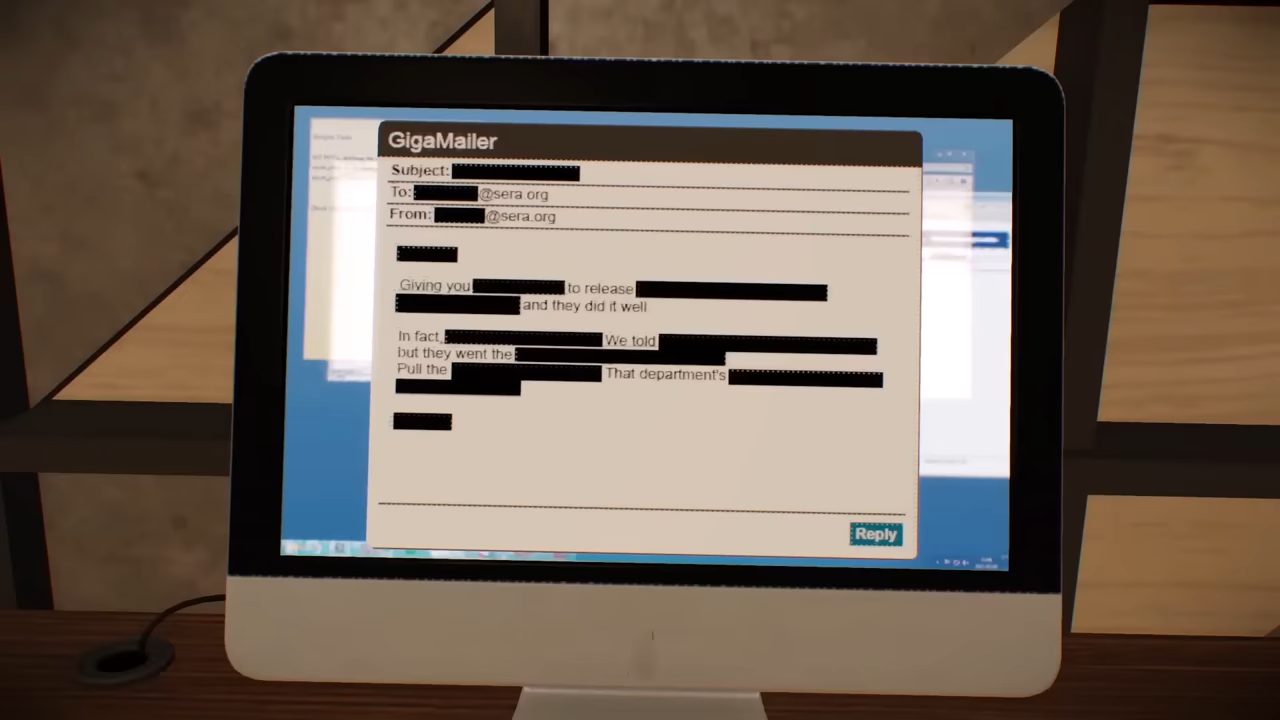 GigaMailer
Subject:
To: @sera.org
From: @sera.org
Giving you to release
and they did it well
In fact, We told
but they went the
Pull the That department's
Reply